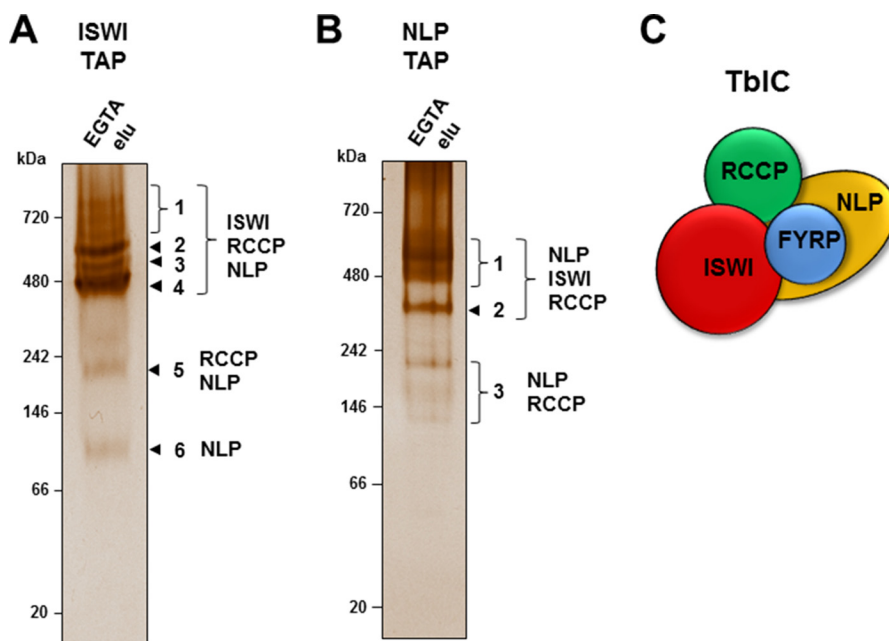 A
ISWI
TAP
EGTA
elu
kDa
720
480
242
146
66
20
1
2
3
4
5
6
ISWI
RCCP
NLP
RCCP
NLP
NLP
B
NLP
TAP
EGTA
elu
kDa
720
480
242
146
66
20
1
2
3
NLP
ISWI
RCCP
NLP
RCCP
C
TbIC
RCCP
NLP
FYRP
ISWI